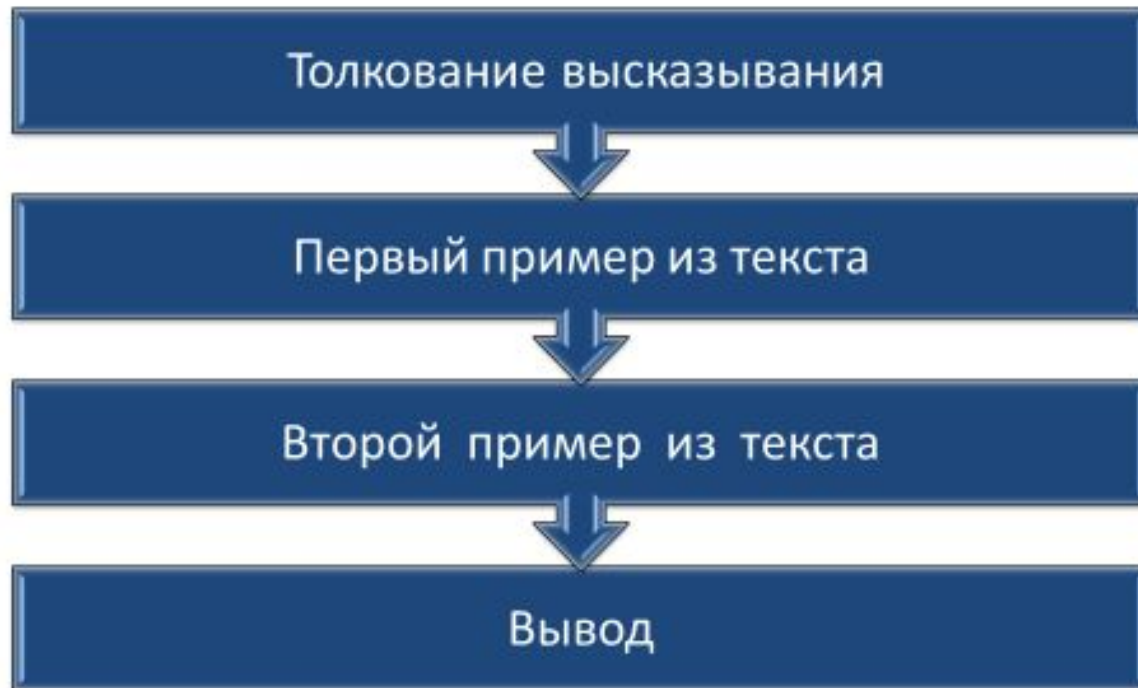 Толкование высказывания
Первый пример из текста
Второй пример из текста
Вывод